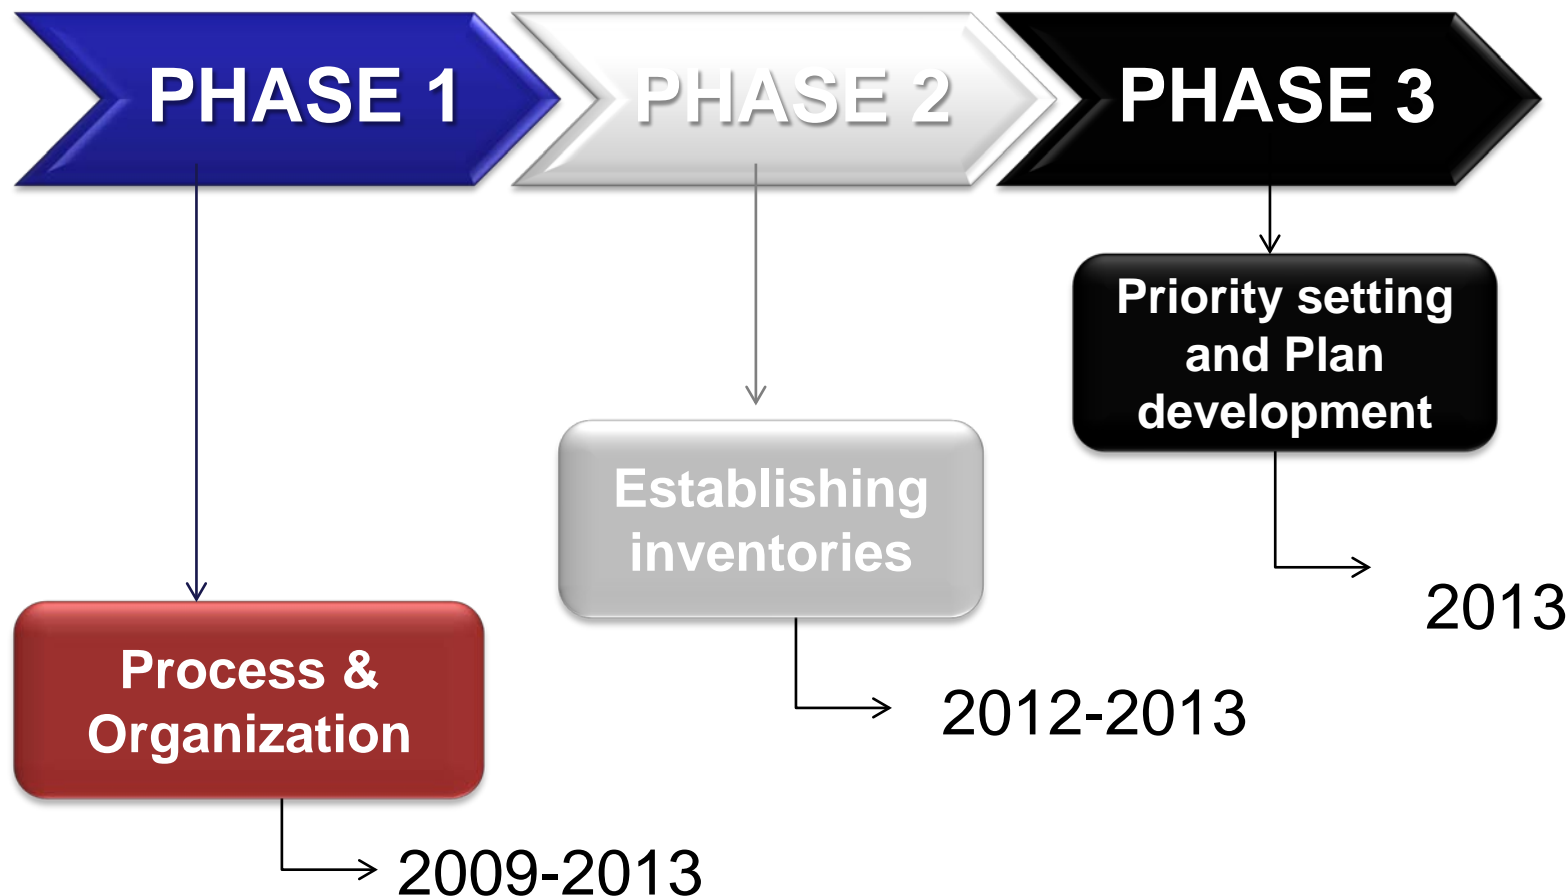 PHASE 1
PHASE 2
PHASE 3
Priority setting
and Plan
development
Establishing
inventories
2013
Process &
Organization
2012-2013
2009-2013